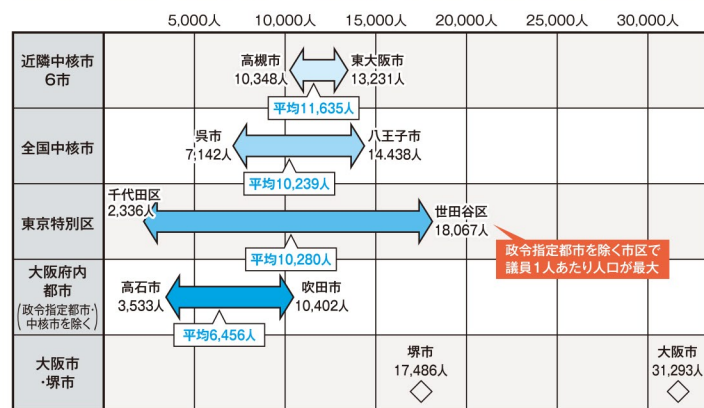 5,000人 10,000人 15,000人 20,000人 25,000人 30,000人
近隣中核市
6市
高槻市
10,348人
東大阪市
13,231人
平均11,635人
全国中核市
呉市
7,142人
八王子市
14.438人
平均10,239人
東京特別区
千代田区
2,336人
世田谷区
18,067人
平均10,280人
政令指定都市を除く市区で
議員1人あたり人口が最大
大阪府内
都市
(政令指定都市・
中核市を除く)
高石市
3,533人
吹田市
10,402人
平均6,456人
大阪市
・堺市
堺市
17,486人
大阪市
31,293人